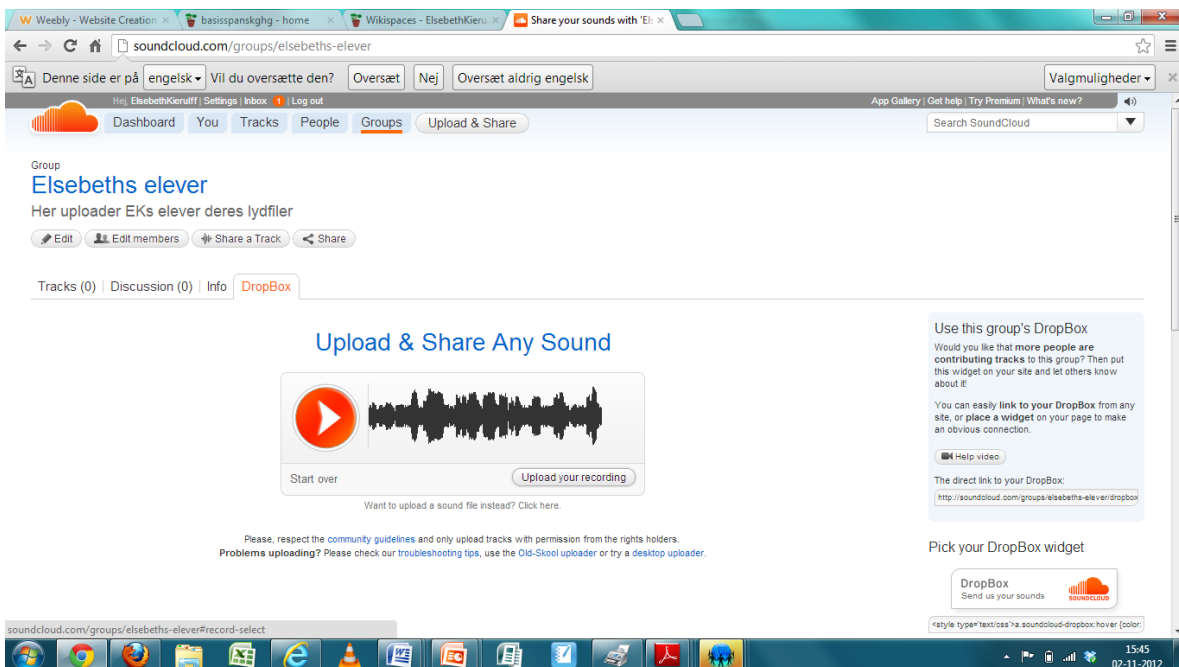 Weebly - Website Creation
basisspanskghg - home
Wikispaces - ElsebethKieru
Share your sounds with 'Els
soundcloud.com/groups/elsebeths-elever
Denne side er på engelsk Vil du oversætte den? Oversæt Nej Oversæt aldrig engelsk Valgmuligheder
Hej, ElsebethKierulff | Settings | Inbox 1 | Log out
App Gallery | Get help | Try Premium | What's new?
Dashboard You Tracks People Groups Upload & Share
Search SoundCloud
Group
Elsebeths elever
Her uploader EKs elever deres lydfiler
Edit Edit members Share a Track Share
Tracks (0) Discussion (0) Info DropBox
Upload & Share Any Sound
Start over Upload your recording
Want to upload a sound file instead? Click here.
Please, respect the community guidelines and only upload tracks with permission from the rights holders.
Problems uploading? Please check our troubleshooting tips, use the Old-Skool uploader or try a desktop uploader.
Use this group's DropBox
Would you like that more people are
contributing tracks to this group? Then put
this widget on your site and let others know
about it!
You can easily link to your DropBox from any
site, or place a widget on your page to make
an obvious connection.
Help video
The direct link to your DropBox:
http://soundcloud.com/groups/elsebeths-elever/dropbox
Pick your DropBox widget
DropBox
Send us your sounds
SOUNDCLOUD
<style type="text/css">a.soundcloud-dropbox:hover {color:
soundcloud.com/groups/elsebeths-elever#record-select
15:45
02-11-2012